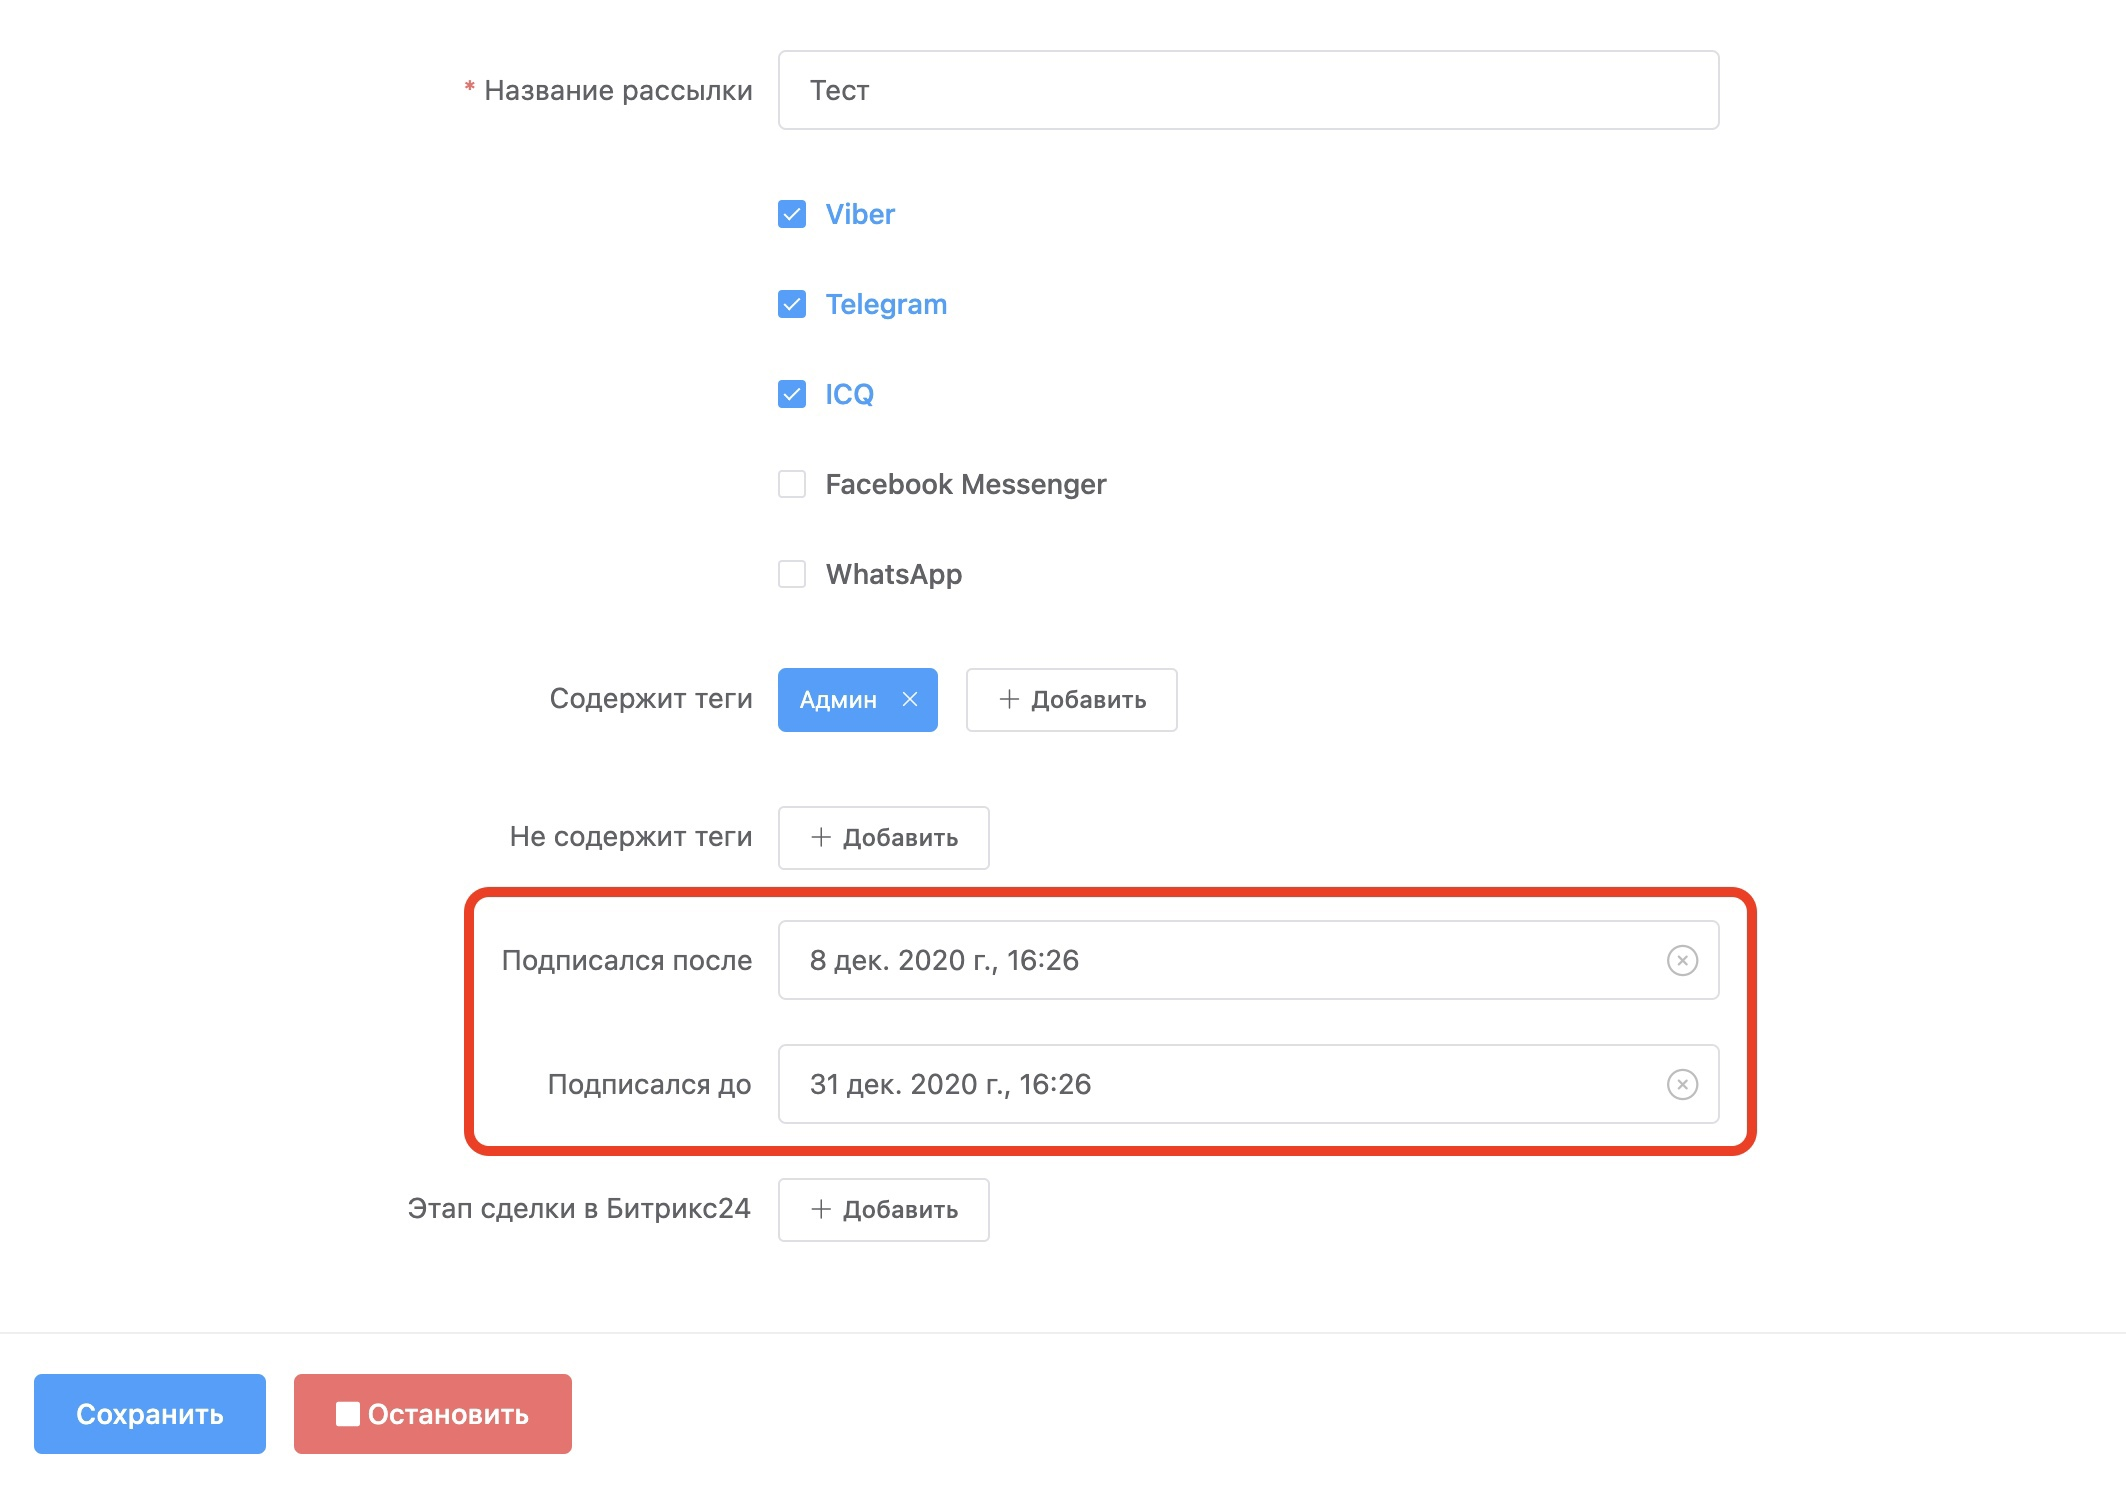 * Название рассылки Тест
Viber
Telegram
ICQ
Facebook Messenger
WhatsApp
Содержит теги Админ + Добавить
Не содержит теги + Добавить
Подписался после 8 дек. 2020 г., 16:26
Подписался до 31 дек. 2020 г., 16:26
Этап сделки в Битрикс24 + Добавить
Сохранить Остановить